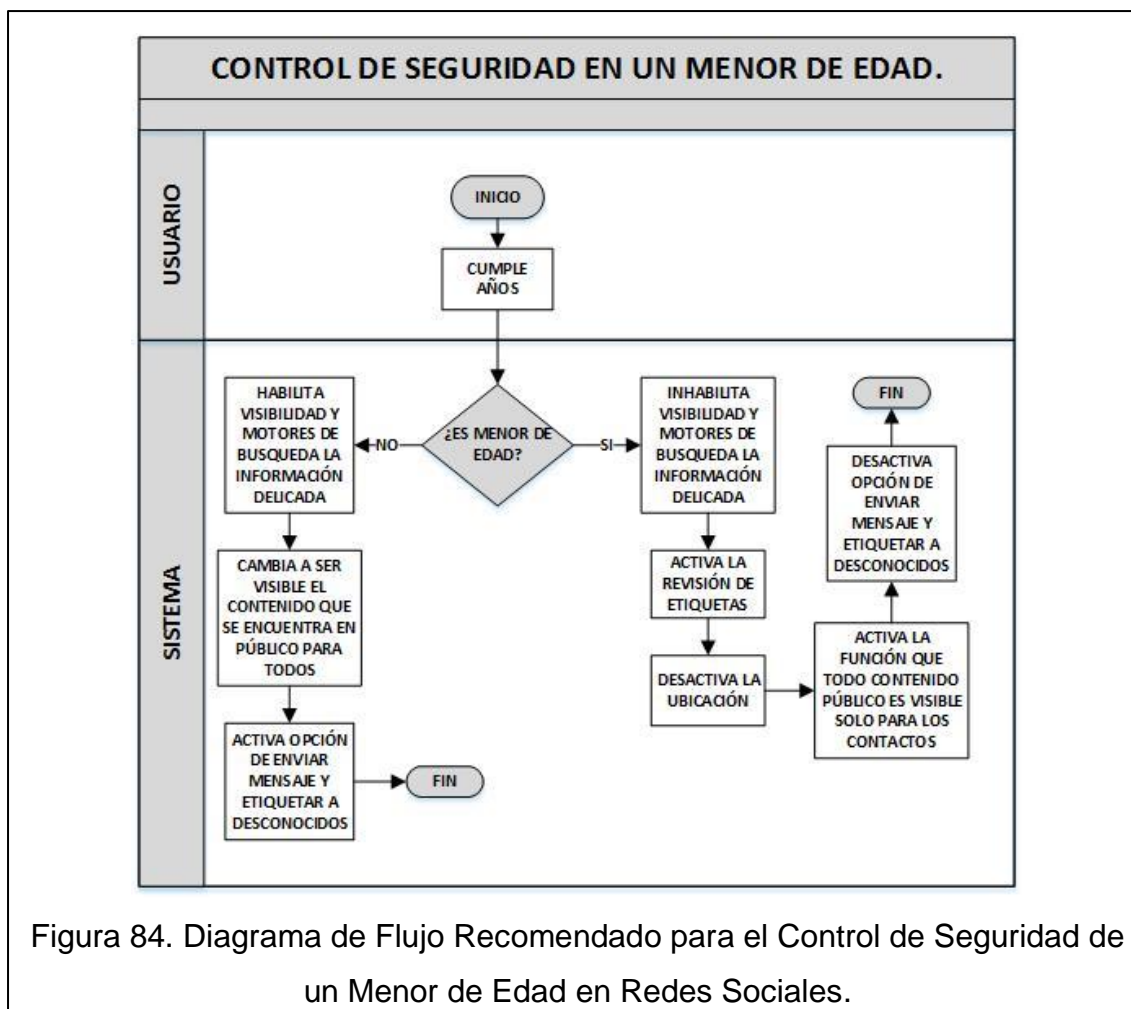 CONTROL DE SEGURIDAD EN UN MENOR DE EDAD.
USUARIO
INICIO
CUMPLE
AÑOS
SISTEMA
¿ES MENOR DE
EDAD?
NO
HABILITA
VISIBILIDAD Y
MOTORES DE
BUSQUEDA LA
INFORMACIÓN
DELICADA
CAMBIA A SER
VISIBLE EL
CONTENIDO QUE
SE ENCUENTRA EN
PÚBLICO PARA
TODOS
ACTIVA OPCIÓN
DE ENVIAR
MENSAJE Y
ETIQUETAR A
DESCONOCIDOS
FIN
SI
INHABILITA
VISIBILIDAD Y
MOTORES DE
BUSQUEDA LA
INFORMACIÓN
DELICADA
ACTIVA LA
REVISIÓN DE
ETIQUETAS
DESACTIVA LA
UBICACIÓN
ACTIVA LA
FUNCIÓN QUE
TODO CONTENIDO
PÚBLICO ES VISIBLE
SOLO PARA LOS
CONTACTOS
DESACTIVA
OPCIÓN DE
ENVIAR
MENSAJE Y
ETIQUETAR A
DESCONOCIDOS
FIN
Figura 84. Diagrama de Flujo Recomendado para el Control de Seguridad de
un Menor de Edad en Redes Sociales.